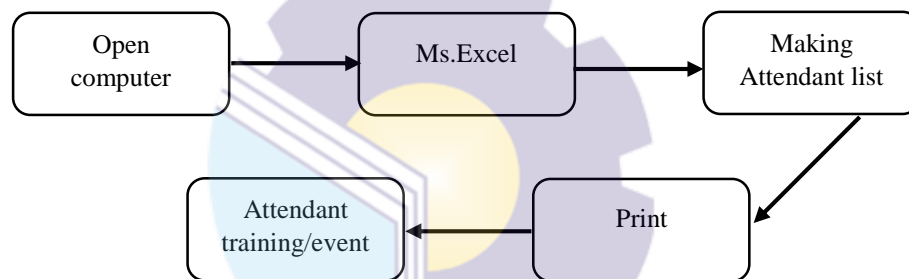 Open
computer
Ms.Excel
Making
Attendant list
Print
Attendant
training/event